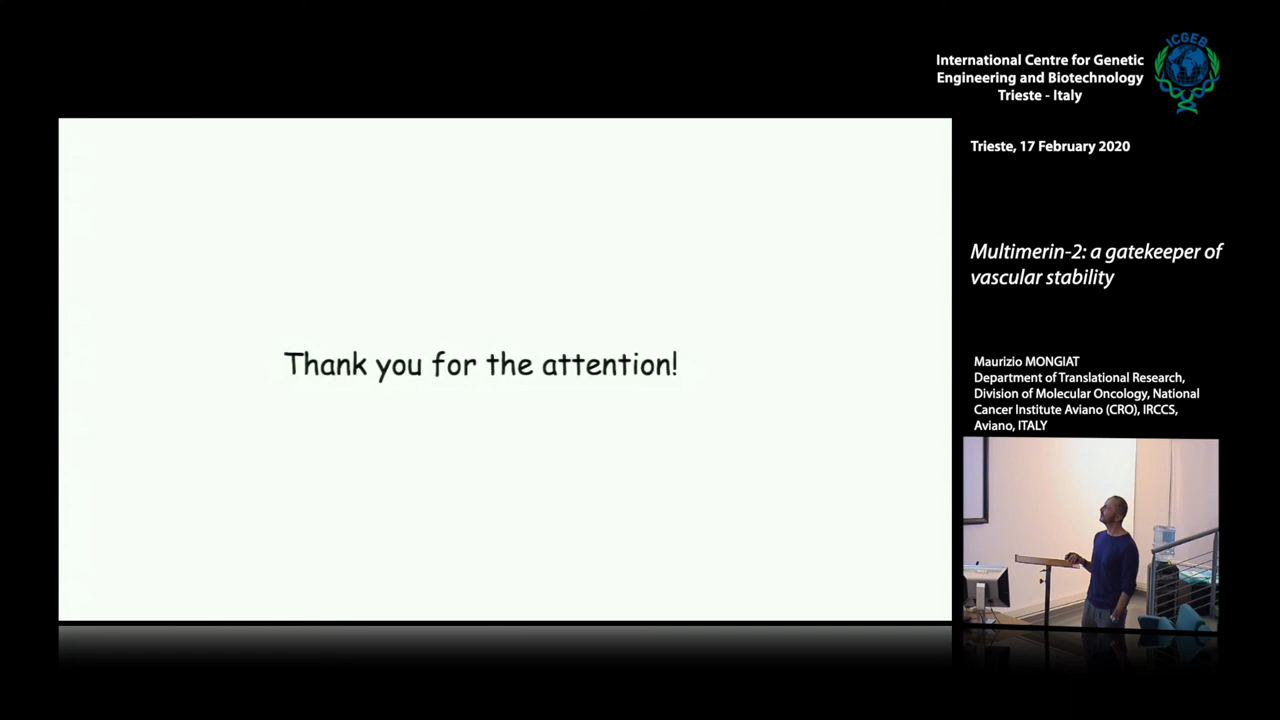 International Centre for Genetic
Engineering and Biotechnology
Trieste - Italy
ICGEB
Trieste, 17 February 2020
Multimerin-2: a gatekeeper of
vascular stability
Thank you for the attention!
Maurizio MONGIAT
Department of Translational Research,
Division of Molecular Oncology, National
Cancer Institute Aviano (CRO), IRCCS,
Aviano, ITALY